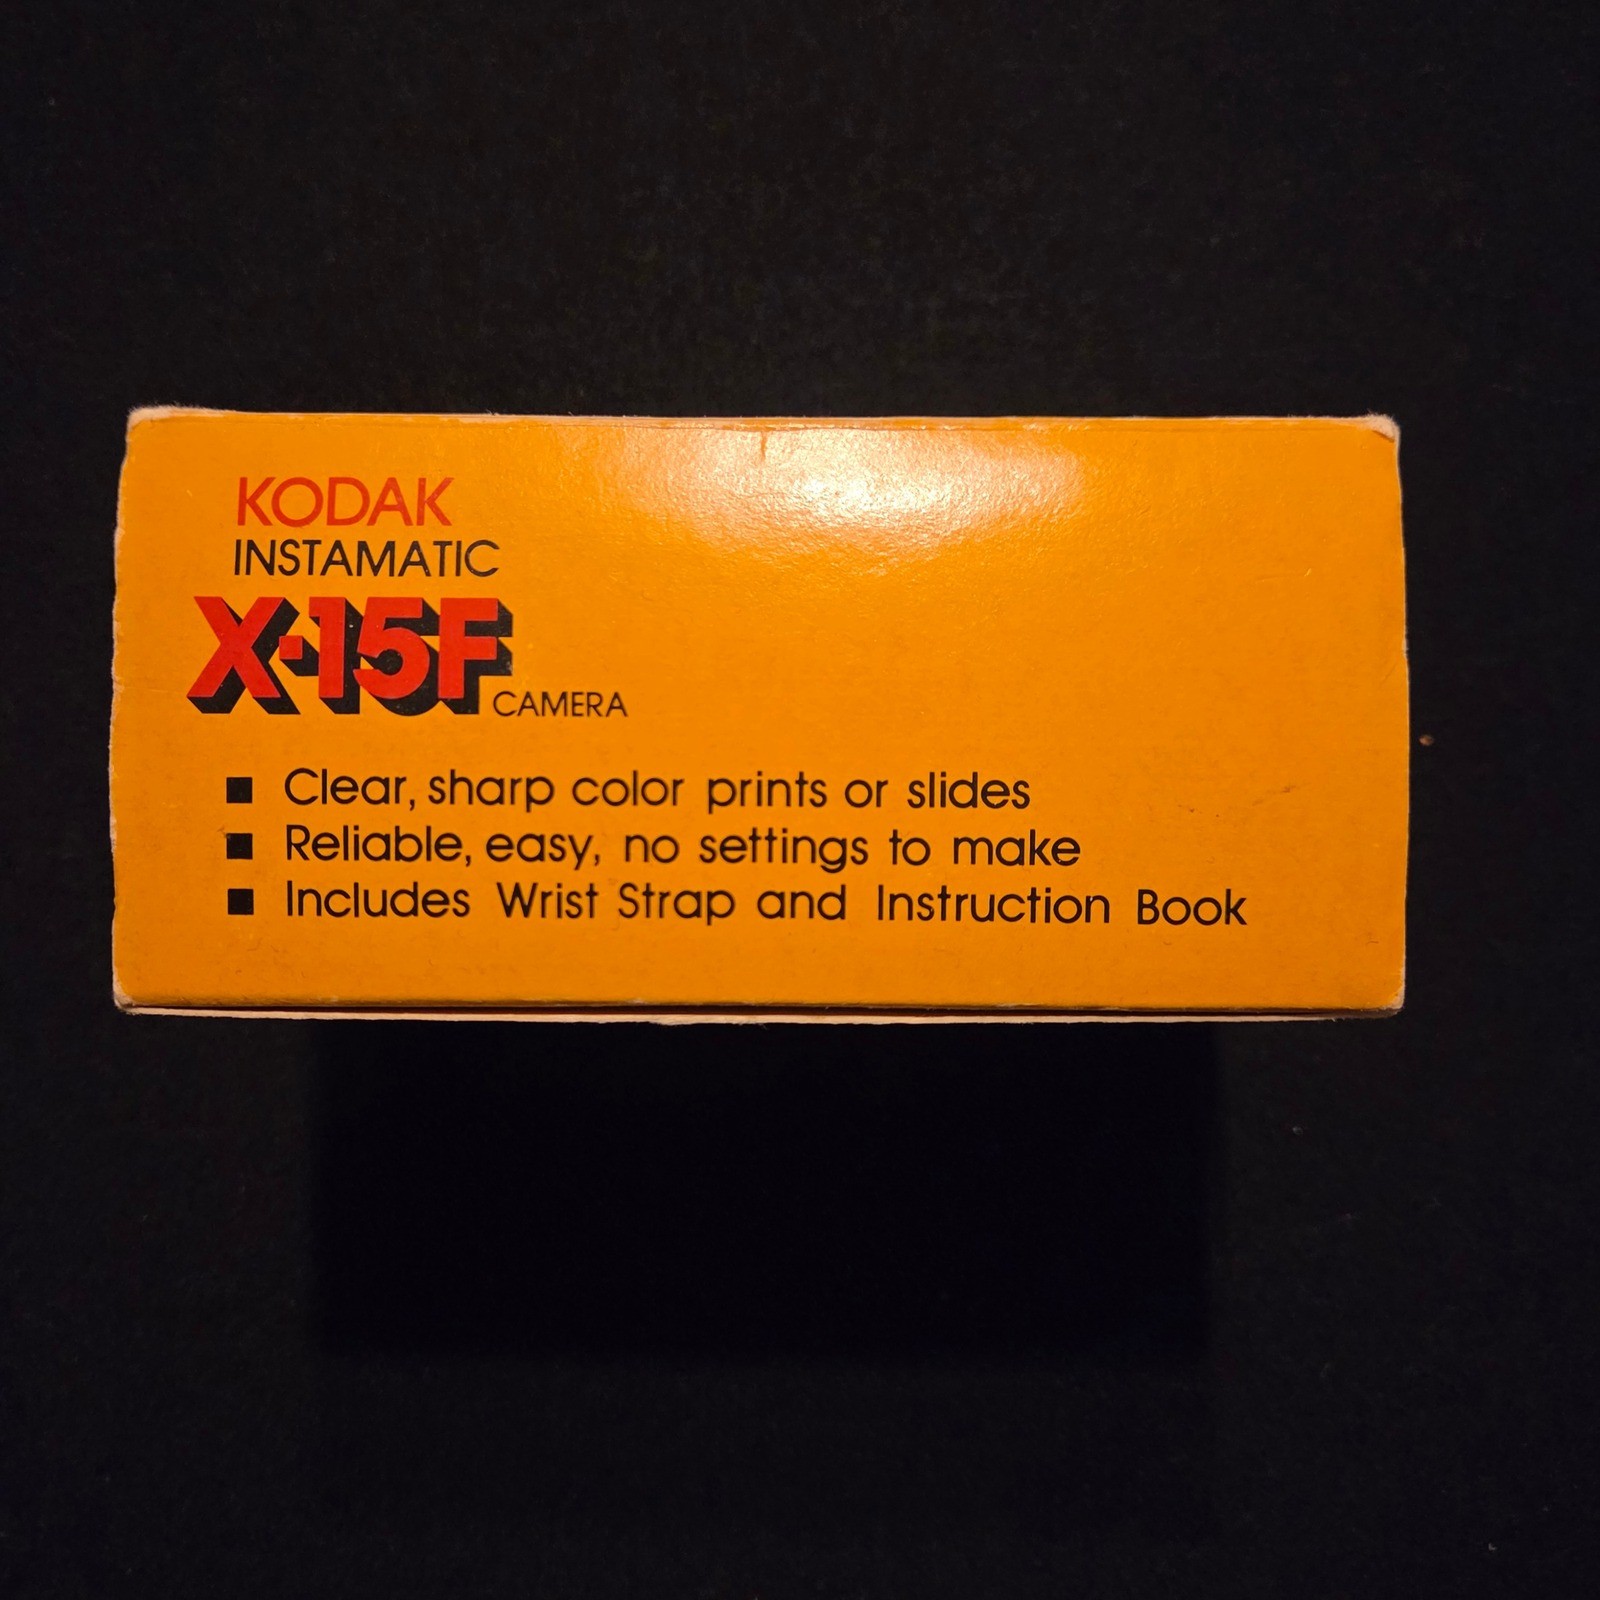 KODAK
INSTAMATIC
X-15F CAMERA
■ Clear, sharp color prints or slides
■ Reliable, easy, no settings to make
■ Includes Wrist Strap and Instruction Book